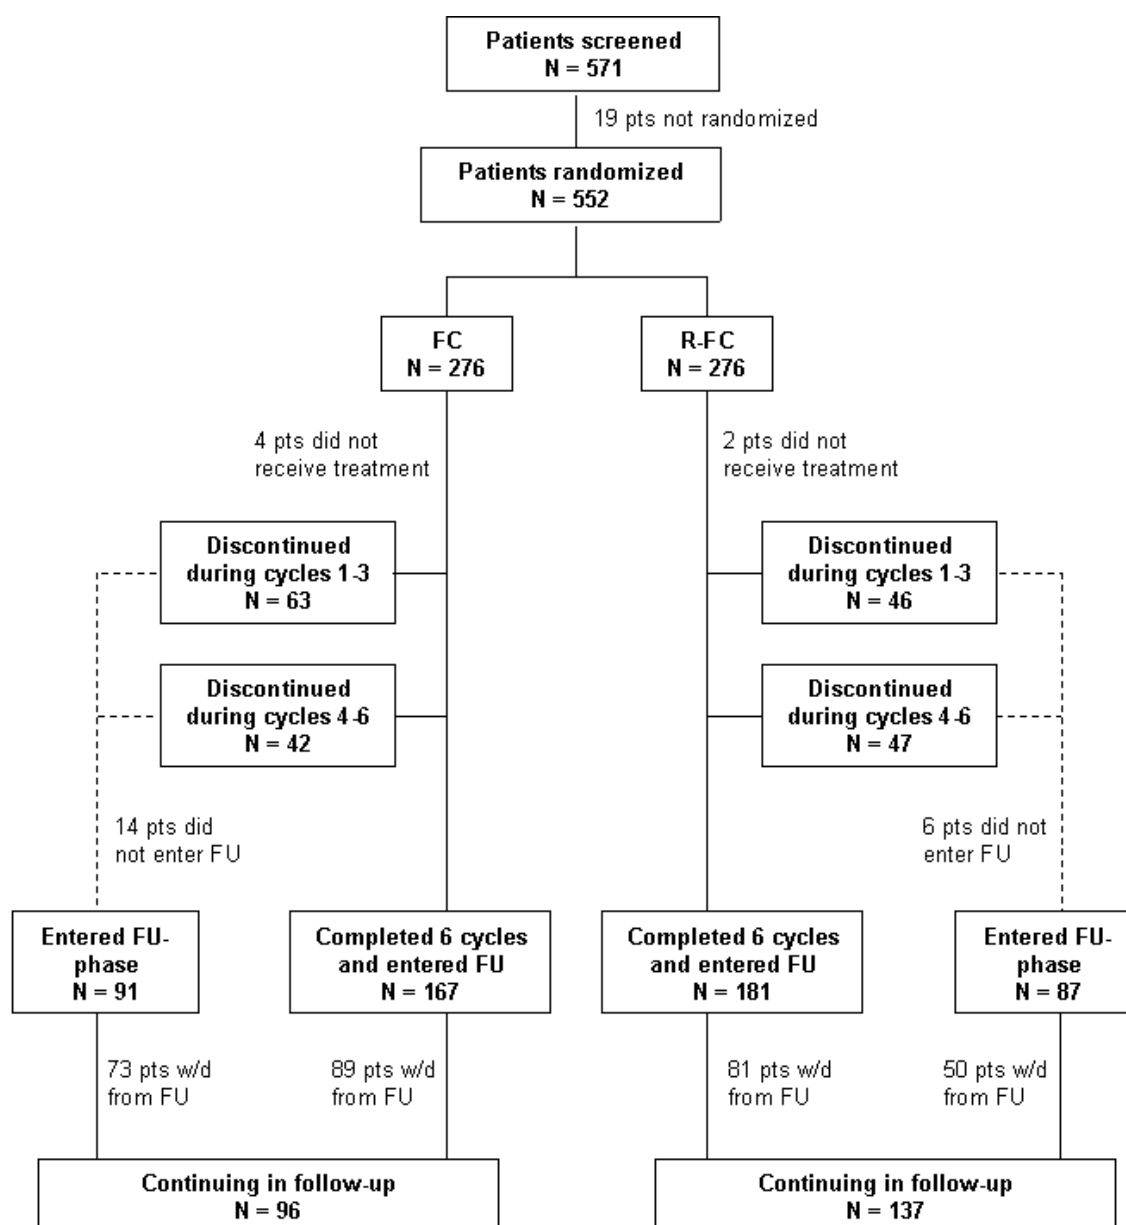 Patients screened
N = 571
19 pts not randomized
Patients randomized
N = 552
FC
N = 276
R-FC
N = 276
4 pts did not
receive treatment
2 pts did not
receive treatment
Discontinued
during cycles 1-3
N = 63
Discontinued
during cycles 1-3
N = 46
Discontinued
during cycles 4-6
N = 42
Discontinued
during cycles 4-6
N = 47
14 pts did
not enter FU
6 pts did not
enter FU
Entered FU-
phase
N = 91
Completed 6 cycles
and entered FU
N = 167
Completed 6 cycles
and entered FU
N = 181
Entered FU-
phase
N = 87
73 pts w/d
from FU
89 pts w/d
from FU
81 pts w/d
from FU
50 pts w/d
from FU
Continuing in follow-up
N = 96
Continuing in follow-up
N = 137